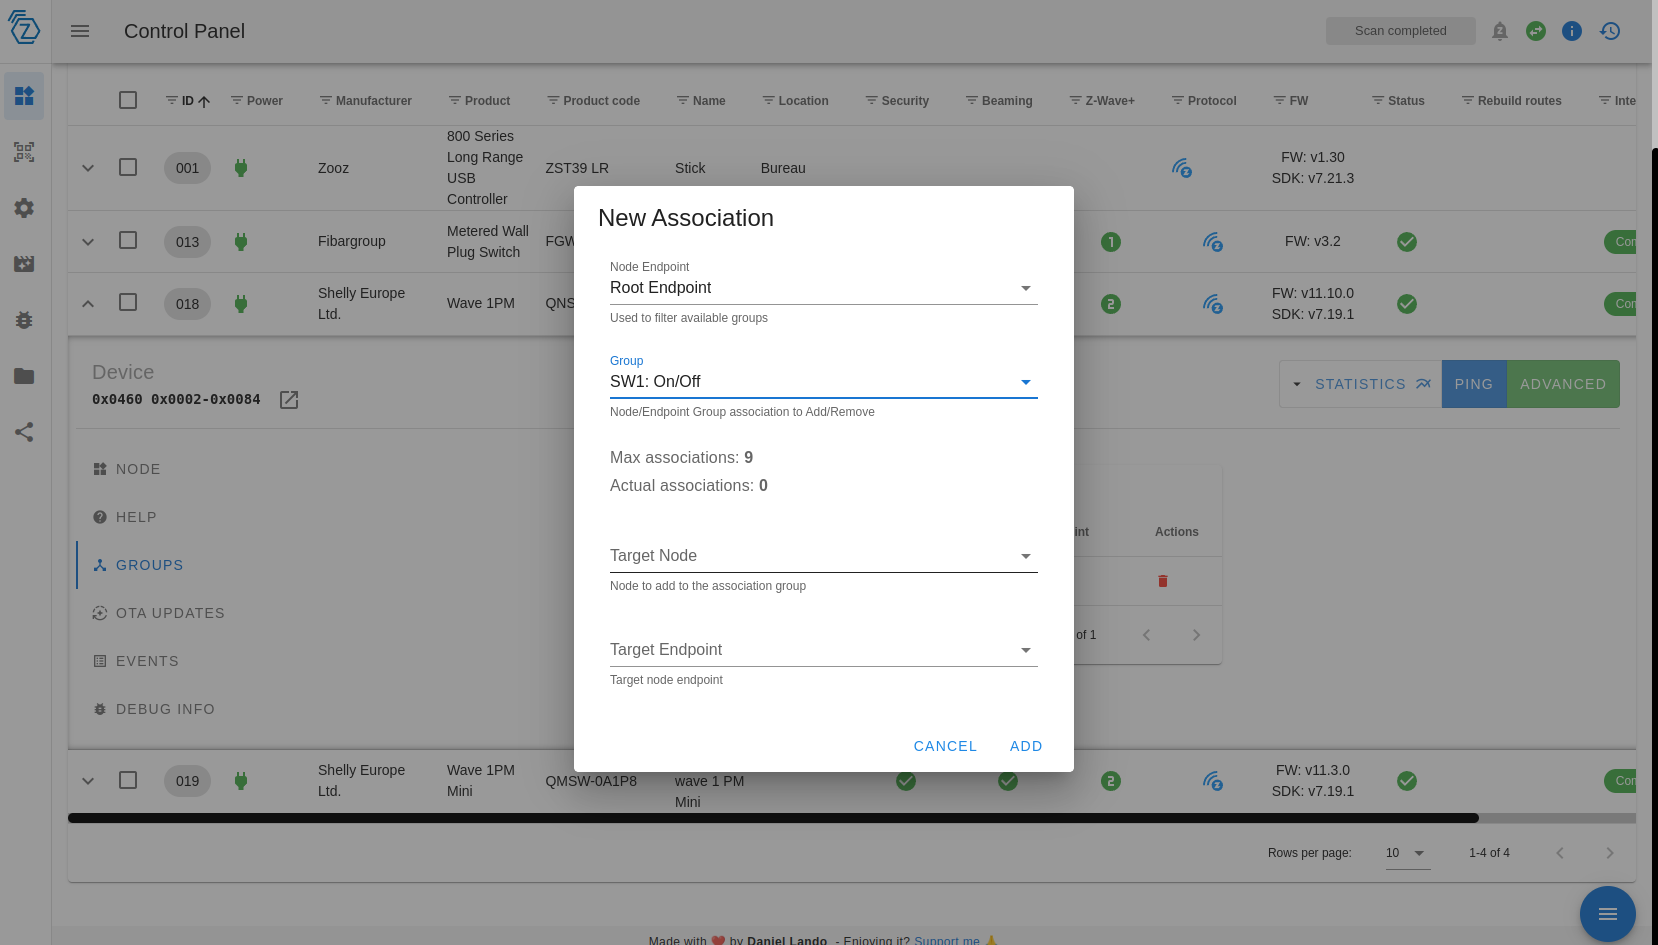 Control Panel
Scan completed
ID Power Manufacturer Product Product code Name Location Security Beaming Z-Wave+ Protocol FW Status Rebuild routes Inte
001 Zooz 800 Series Long Range USB Controller ZST39 LR Stick Bureau FW: v1.30 SDK: v7.21.3
013 Fibargroup Metered Wall Plug Switch FGW 1 FW: v3.2 Com
018 Shelly Europe Ltd. Wave 1PM QNS 2 FW: v11.10.0 SDK: v7.19.1 Com
New Association
Node Endpoint
Root Endpoint
Used to filter available groups
Group
SW1: On/Off
Node/Endpoint Group association to Add/Remove
Max associations: 9
Actual associations: 0
Target Node
Node to add to the association group
Target Endpoint
Target node endpoint
CANCEL ADD
Device
0x0460 0x0002-0x0084
STATISTICS PING ADVANCED
NODE
HELP
GROUPS
OTA UPDATES
EVENTS
DEBUG INFO
int Actions
of 1
019 Shelly Europe Ltd. Wave 1PM Mini QMSW-0A1P8 wave 1 PM Mini 2 FW: v11.3.0 SDK: v7.19.1 Com
Rows per page: 10 1-4 of 4
Made with ❤️ by Daniel Lando - Enjoying it? Support me 🙏